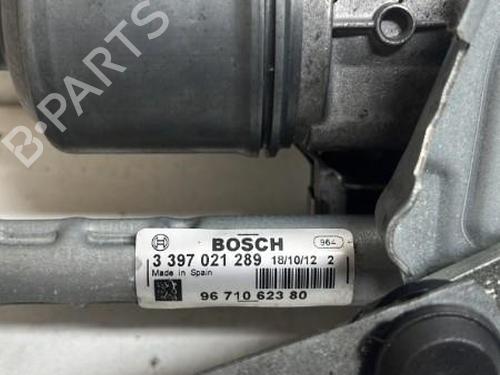 B-PARTS
BOSCH 964
3 397 021 289 18/10/12 2
Made in Spain
96 710 623 80